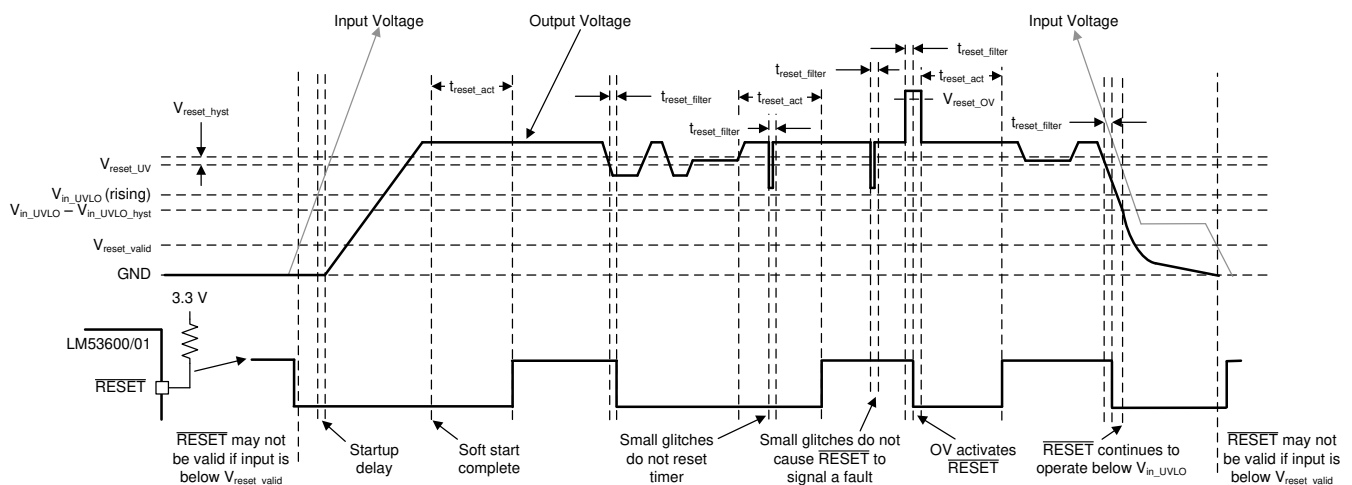 Input Voltage
Output Voltage
Input Voltage
t_reset_filter
t_reset_filter
t_reset_act
t_reset_act
V_reset_OV
t_reset_filter
t_reset_act
V_reset_hyst
t_reset_filter
t_reset_filter
V_reset_UV
V_in_UVLO (rising)
V_in_UVLO – V_in_UVLO_hyst
V_reset_valid
GND
3.3 V
LM53600/01
RESET
RESET may not
be valid if input is
below V_reset_valid
Startup
delay
Soft start
complete
Small glitches
do not reset
timer
Small glitches do not
cause RESET to
signal a fault
OV activates
RESET
RESET continues to
operate below V_in_UVLO
RESET may not
be valid if input is
below V_reset_valid